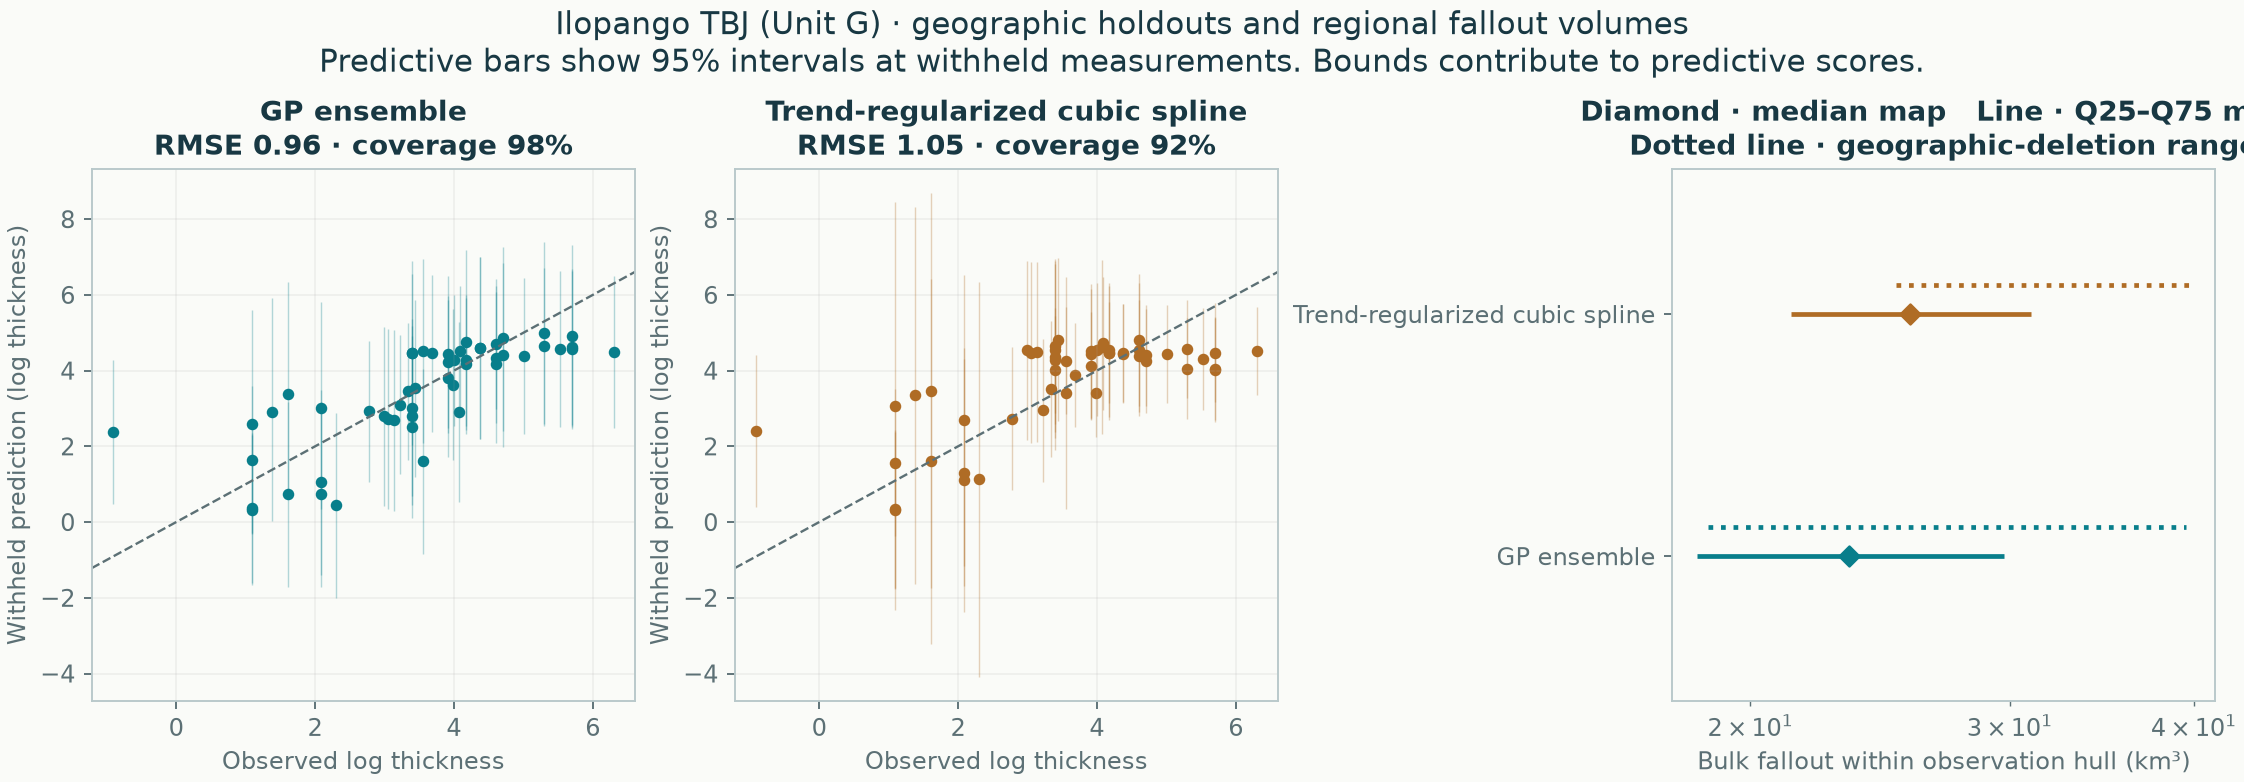 Ilopango TBJ (Unit G) · geographic holdouts and regional fallout volumes
Predictive bars show 95% intervals at withheld measurements. Bounds contribute to predictive scores.
GP ensemble
RMSE 0.96 · coverage 98%
Withheld prediction (log thickness)
8
6
4
2
0
−2
−4
0 2 4 6
Observed log thickness
Trend-regularized cubic spline
RMSE 1.05 · coverage 92%
Withheld prediction (log thickness)
8
6
4
2
0
−2
−4
0 2 4 6
Observed log thickness
Diamond · median map Line · Q25–Q75 m
Dotted line · geographic-deletion range
Trend-regularized cubic spline
GP ensemble
2 × 10¹ 3 × 10¹ 4 × 10¹
Bulk fallout within observation hull (km³)